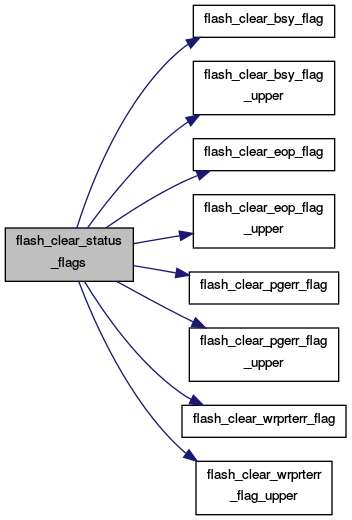 flash_clear_bsy_flag
flash_clear_bsy_flag
_upper
flash_clear_eop_flag
flash_clear_eop_flag
_upper
flash_clear_status
_flags
flash_clear_pgerr_flag
flash_clear_pgerr_flag
_upper
flash_clear_wrprterr_flag
flash_clear_wrprterr
_flag_upper